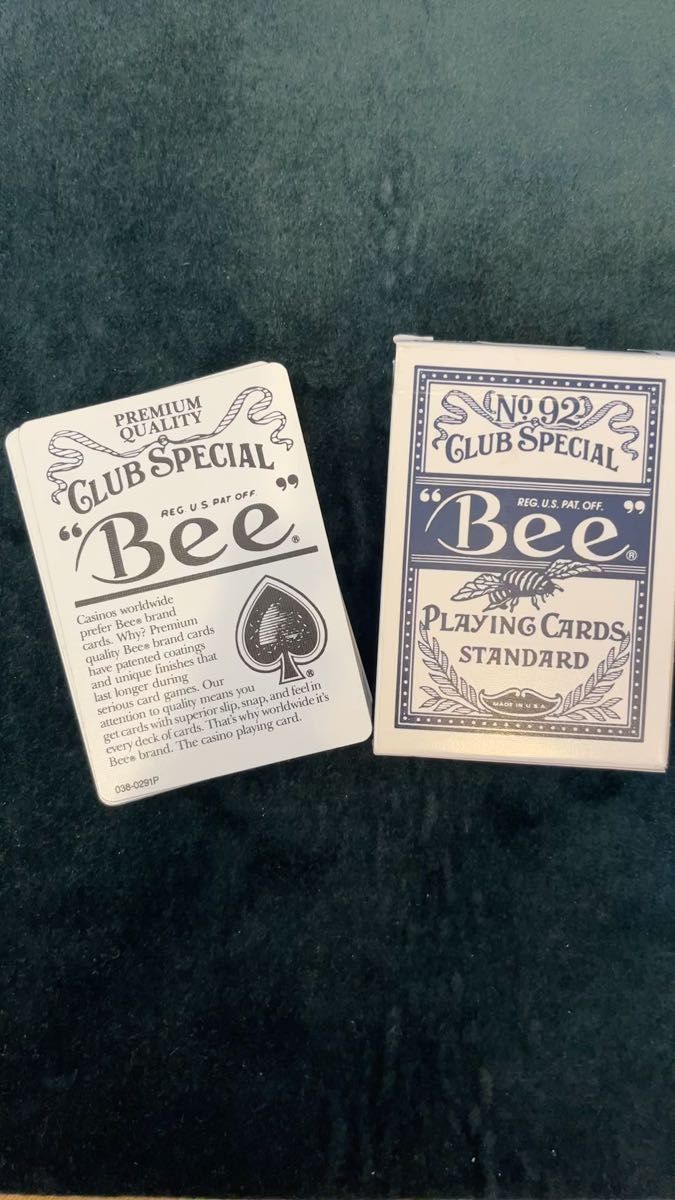 PREMIUM
QUALITY
CLUB SPECIAL
REG. U.S. PAT. OFF.
“Bee”®
Casinos worldwide
prefer Bee® brand
cards. Why? Premium
quality Bee® brand cards
have patented coatings
and unique finishes that
last longer during
serious card games. Our
attention to quality means you
get cards with superior slip, snap, and feel in
every deck of cards. That's why worldwide it's
Bee® brand. The casino playing card.
®
038-0291P
No 92
CLUB SPECIAL
REG. U.S. PAT. OFF.
“Bee”®
PLAYING CARDS
STANDARD
MADE IN U.S.A.